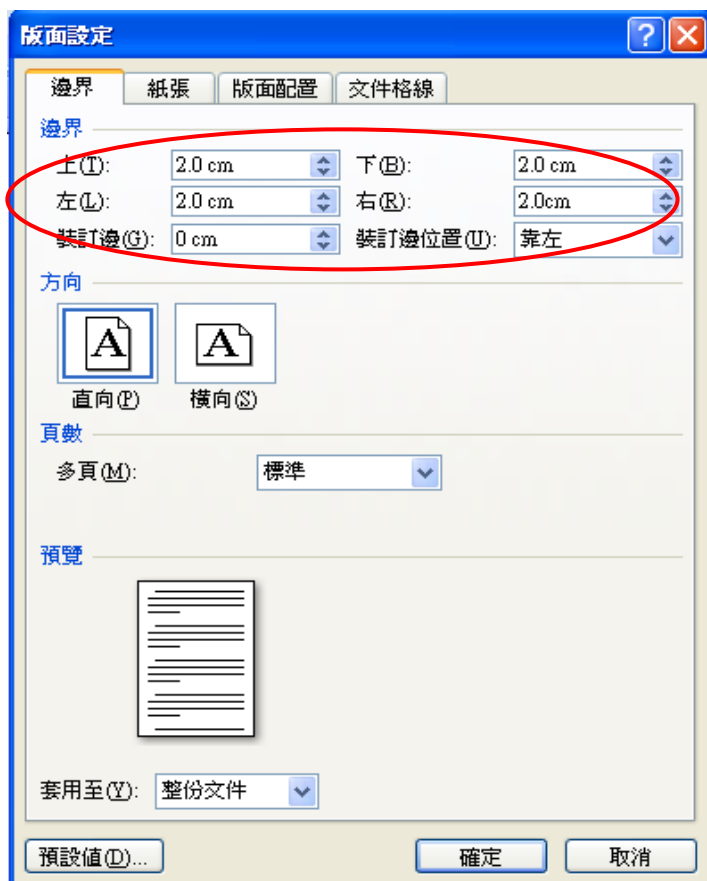 版面設定
邊界 紙張 版面配置 文件格線
邊界
上(T): 2.0 cm 下(B): 2.0 cm
左(L): 2.0 cm 右(R): 2.0cm
裝訂邊(G): 0 cm 裝訂邊位置(U): 靠左
方向
A A
直向(P) 橫向(S)
頁數
多頁(M): 標準
預覽
套用至(Y): 整份文件
預設值(D)... 確定 取消